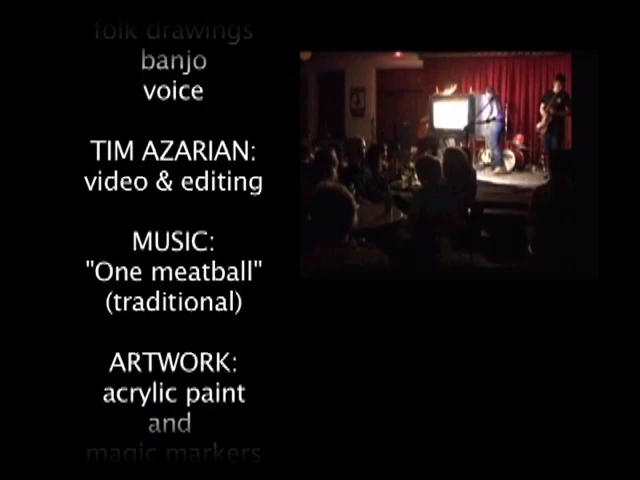 folk drawings
banjo
voice
TIM AZARIAN:
video & editing
MUSIC:
"One meatball"
(traditional)
ARTWORK:
acrylic paint
and
magic markers